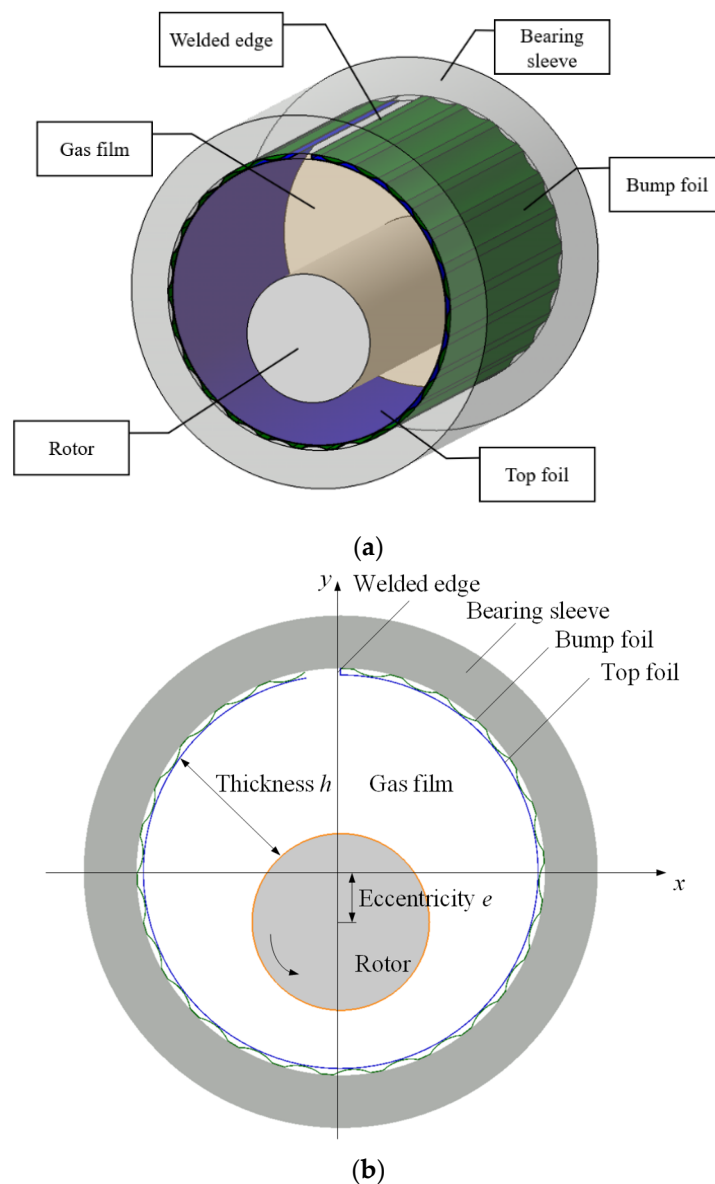 Welded edge
Bearing
sleeve
Gas film
Bump foil
Rotor
Top foil
(a)
y
Welded edge
Bearing sleeve
Bump foil
Top foil
Thickness h
Gas film
x
Eccentricity e
Rotor
(b)